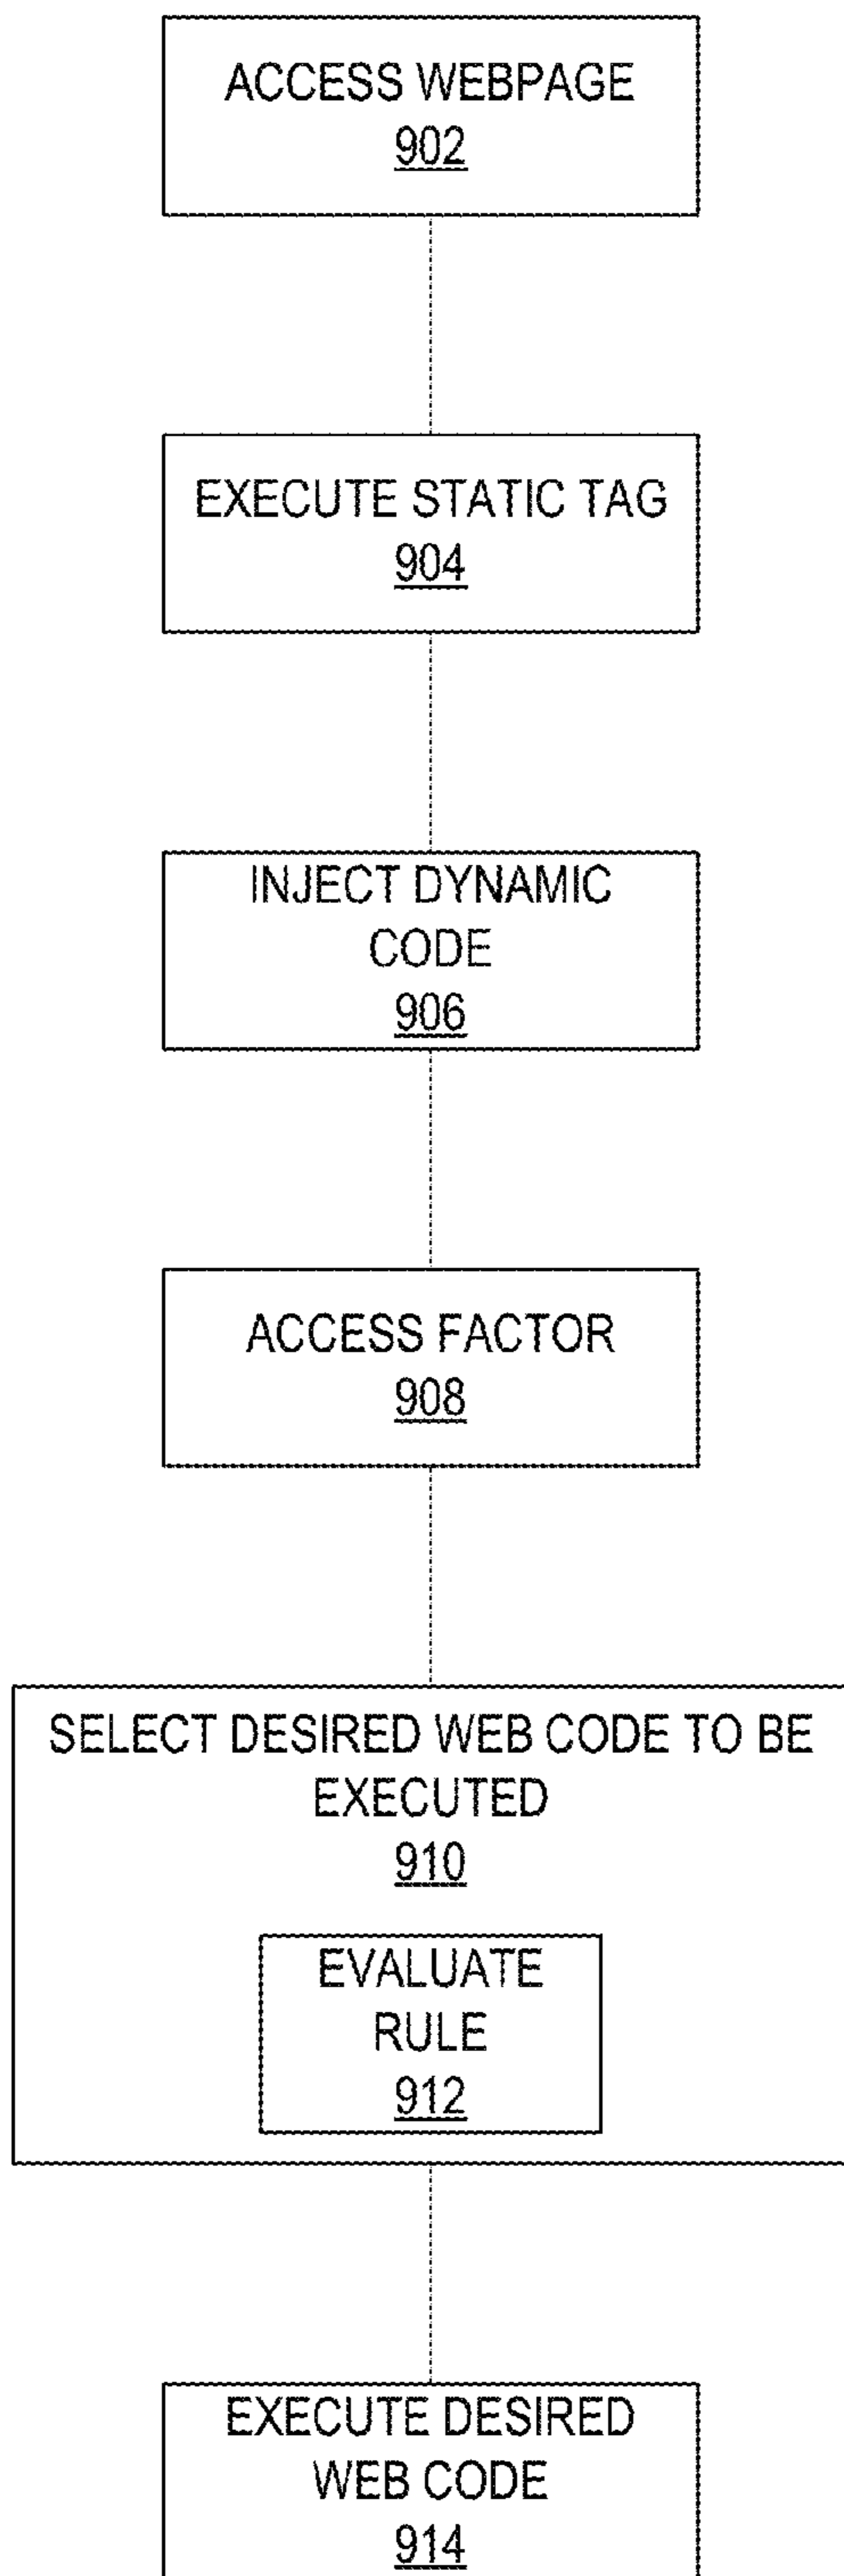 ACCESS WEBPAGE
902
EXECUTE STATIC TAG
904
INJECT DYNAMIC
CODE
906
ACCESS FACTOR
908
SELECT DESIRED WEB CODE TO BE
EXECUTED
910
EVALUATE
RULE
912
EXECUTE DESIRED
WEB CODE
914